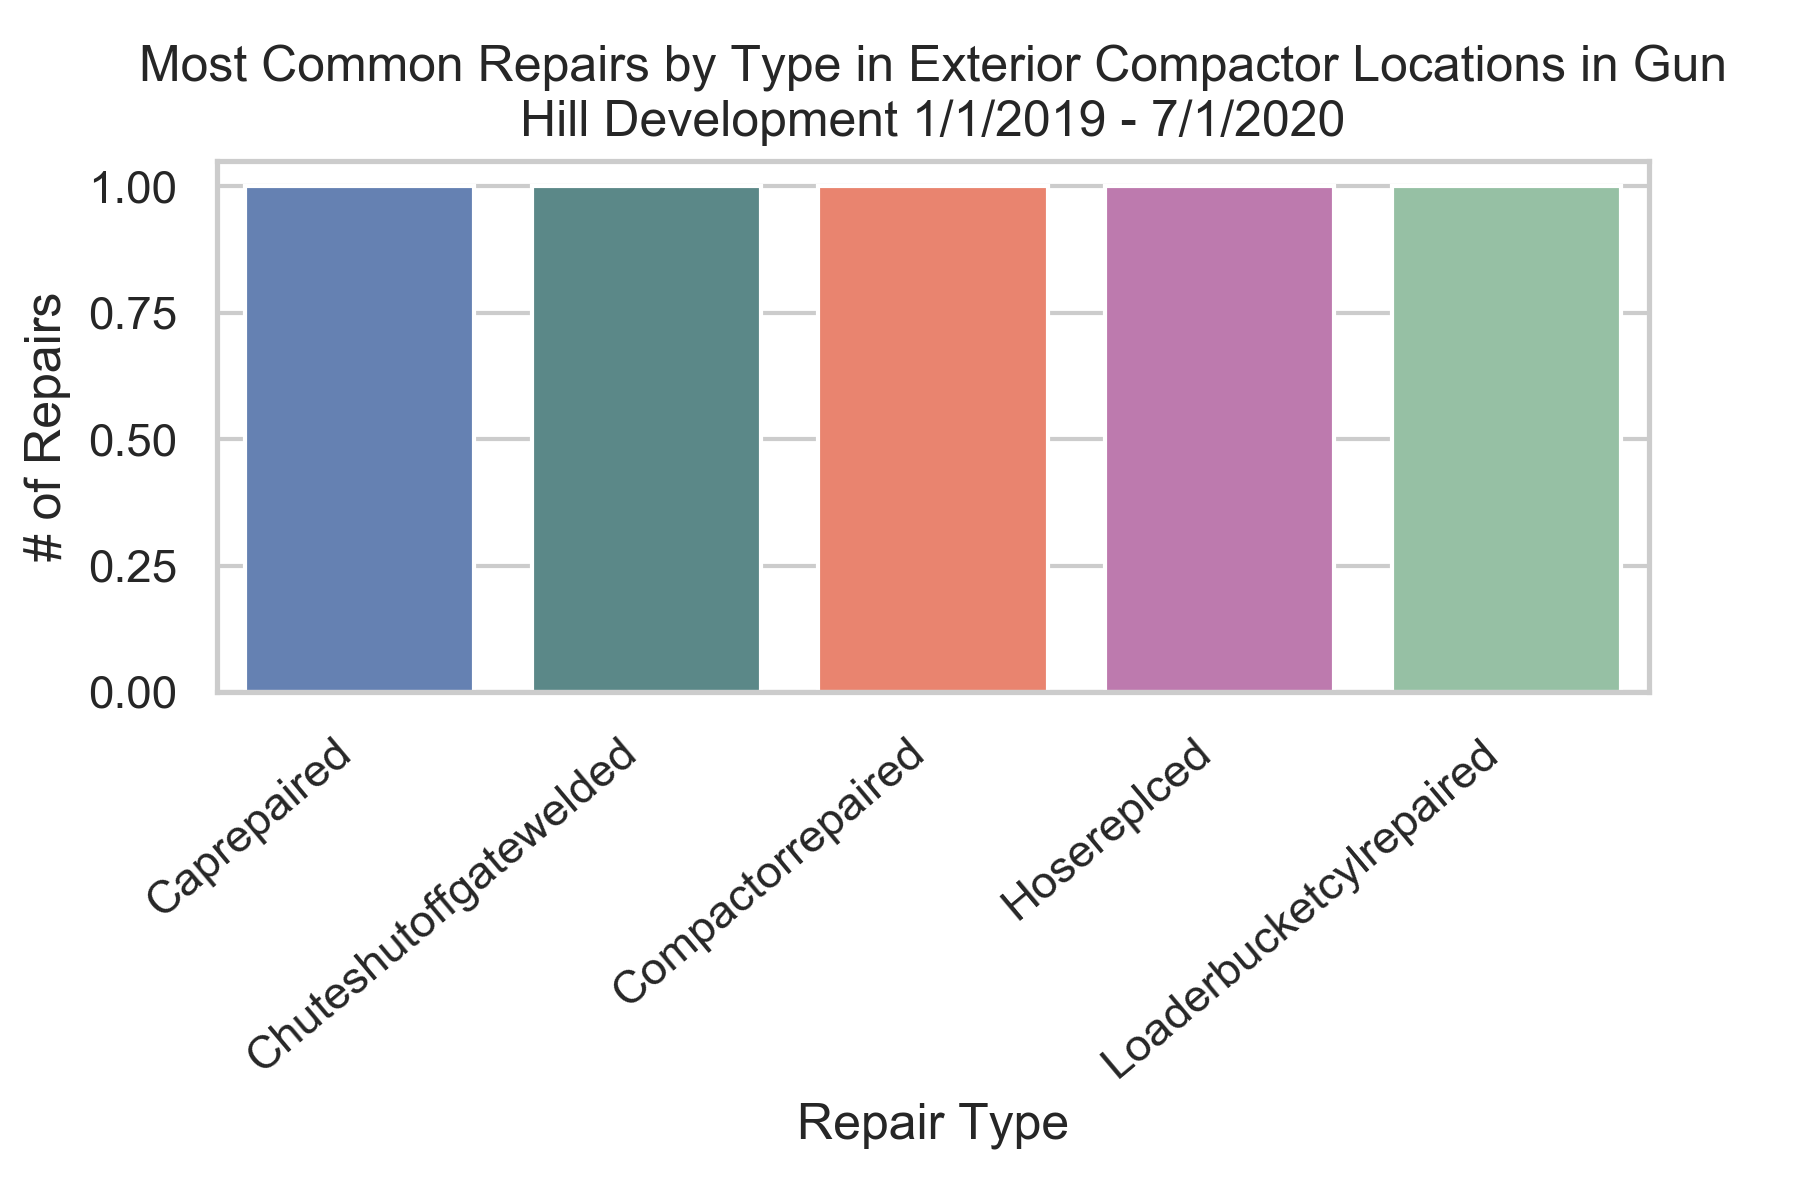 Most Common Repairs by Type in Exterior Compactor Locations in Gun
Hill Development 1/1/2019 - 7/1/2020
# of Repairs
1.00
0.75
0.50
0.25
0.00
Caprepaired
Chuteshutoffgatewelded
Compactorrepaired
Hosereplced
Loaderbucketcylrepaired
Repair Type